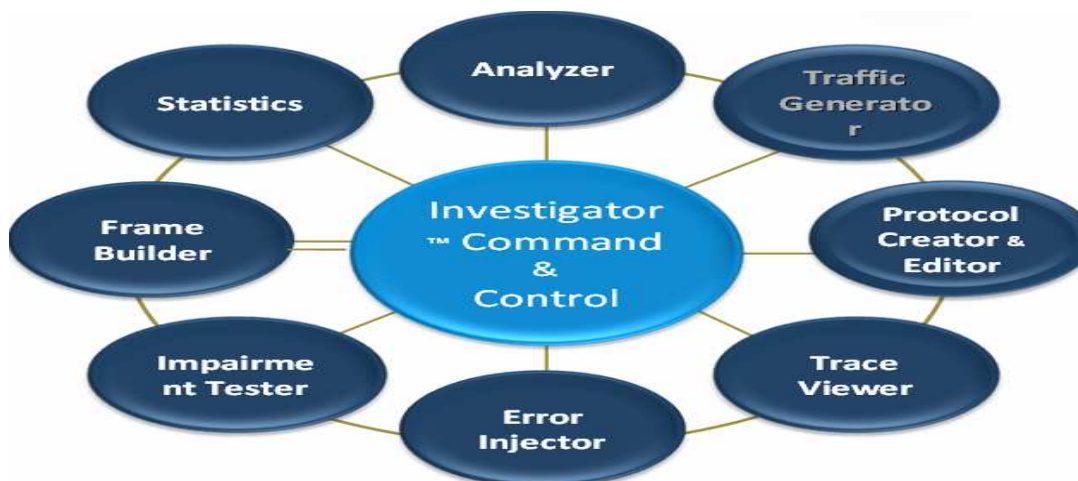 Analyzer
Traffic
Generato
r
Statistics
Investigator
™ Command
&
Control
Protocol
Creator &
Editor
Frame
Builder
Impairme
nt Tester
Trace
Viewer
Error
Injector